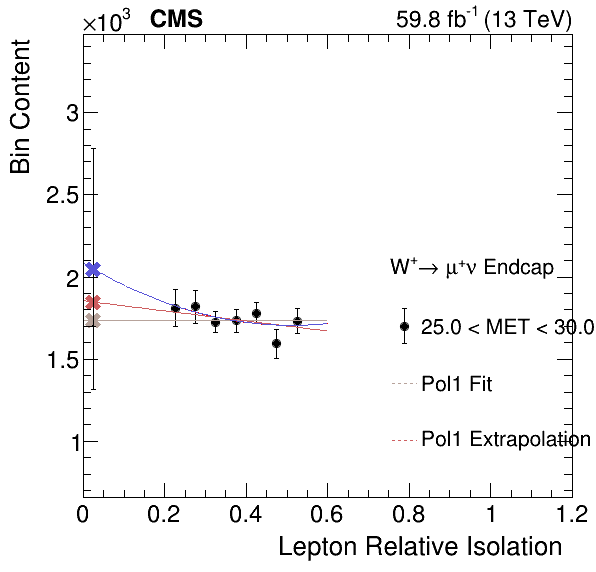 ×10³ CMS 59.8 fb⁻¹ (13 TeV)
Bin Content
3
2.5
2
1.5
1
W⁺→ μ⁺ν Endcap
25.0 < MET < 30.0
Pol1 Fit
Pol1 Extrapolation
0 0.2 0.4 0.6 0.8 1 1.2
Lepton Relative Isolation